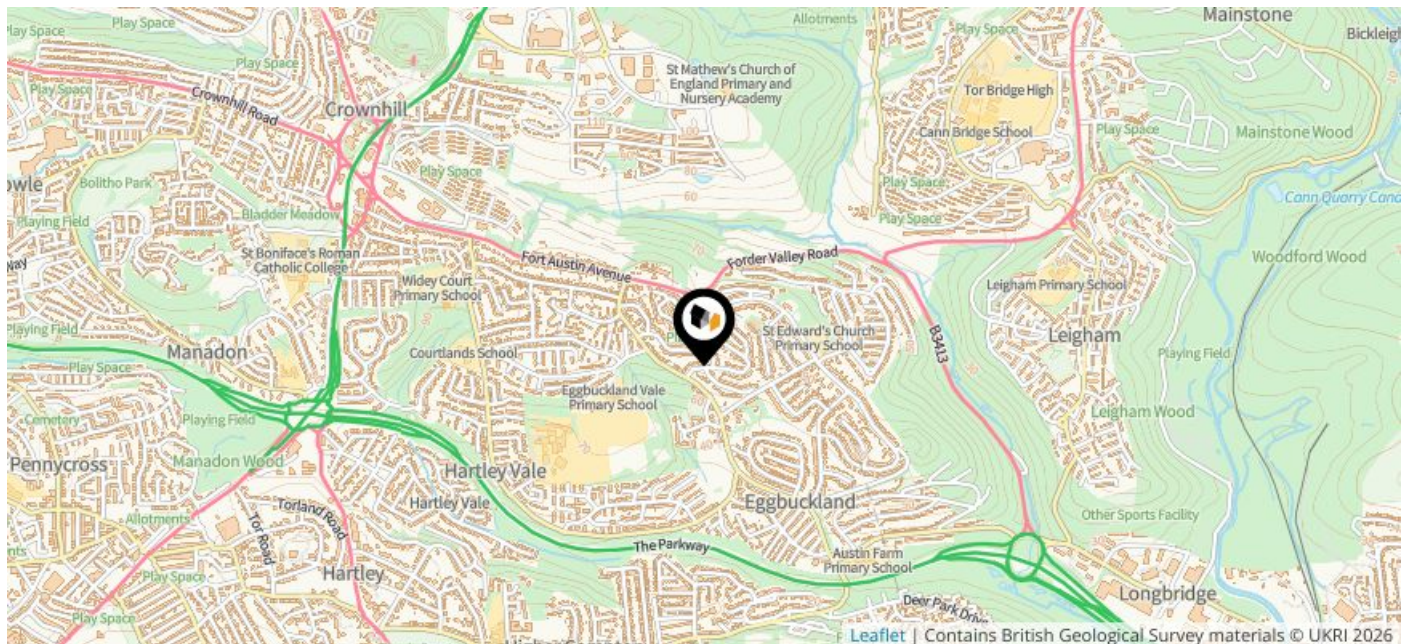 Allotments
Mainstone
Play Space
Play Space
Bickleigh
Play Space
St Mathew's Church of
England Primary and
Nursery Academy
Tor Bridge High
Play Space
Crownhill Road
Crownhill
Cann Bridge School
Play Space
Mainstone Wood
Play Space
Bolitho Park
Play Space
Cann Quarry Cana
Playing Field
Bladder Meadow
Play Space
St Boniface's Roman
Catholic College
Fort Austin Avenue
Forder Valley Road
Woodford Wood
way
Widey Court
Primary School
Leigham Primary School
Playing Field
St Edward's Church
Primary School
B3413
Leigham
Manadon
Courtlands School
Playing Field
Play Space
Eggbuckland Vale
Primary School
Leigham Wood
Cemetery
Playing Field
Pennycross
Manadon Wood
Hartley Vale
Hartley Vale
Eggbuckland
Allotments
Torland Road
Tor Road
Other Sports Facility
The Parkway
Austin Farm
Primary School
Hartley
Play Space
Longbridge
Deer Park Drive
Play Space
Leaflet | Contains British Geological Survey materials © UKRI 2026